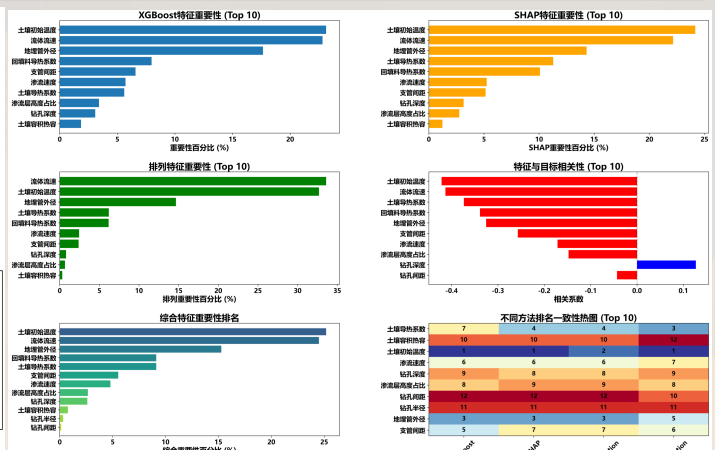 XGBoost特征重要性 (Top 10)
土壤初始温度
流体流速
地埋管外径
回填料导热系数
支管间距
渗流速度
土壤导热系数
渗流层高度占比
钻孔深度
土壤容积热容
0 5 10 15 20
重要性百分比 (%)
SHAP特征重要性 (Top 10)
土壤初始温度
流体流速
地埋管外径
土壤导热系数
回填料导热系数
渗流速度
支管间距
钻孔深度
渗流层高度占比
土壤容积热容
0 5 10 15 20 25
SHAP重要性百分比 (%)
排列特征重要性 (Top 10)
流体流速
土壤初始温度
地埋管外径
土壤导热系数
回填料导热系数
渗流速度
支管间距
钻孔深度
渗流层高度占比
土壤容积热容
0 5 10 15 20 25 30 35
排列重要性百分比 (%)
特征与目标相关性 (Top 10)
土壤初始温度
流体流速
土壤导热系数
回填料导热系数
地埋管外径
支管间距
渗流速度
渗流层高度占比
钻孔深度
钻孔间距
-0.4 -0.3 -0.2 -0.1 0.0 0.1
相关系数
综合特征重要性排名
土壤初始温度
流体流速
地埋管外径
回填料导热系数
土壤导热系数
支管间距
渗流速度
渗流层高度占比
钻孔深度
土壤容积热容
钻孔半径
钻孔间距
0 5 10 15 20 25
综合重要性百分比 (%)
不同方法排名一致性热图 (Top 10)
土壤导热系数 7 4 4 3
土壤容积热容 10 10 10 12
土壤初始温度 1 1 2 1
渗流速度 6 6 6 7
钻孔深度 9 8 8 9
渗流层高度占比 8 9 9 8
钻孔间距 12 12 12 10
钻孔半径 11 11 11 11
地埋管外径 3 3 3 5
支管间距 5 7 7 6